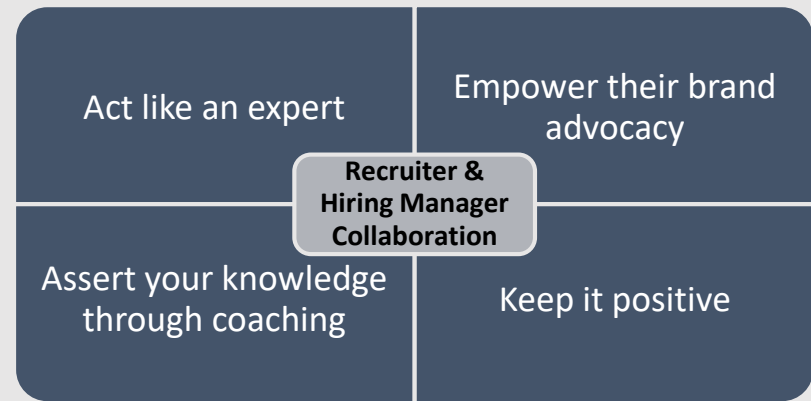 Act like an expert
Empower their brand
advocacy
Recruiter &
Hiring Manager
Collaboration
Assert your knowledge
through coaching
Keep it positive